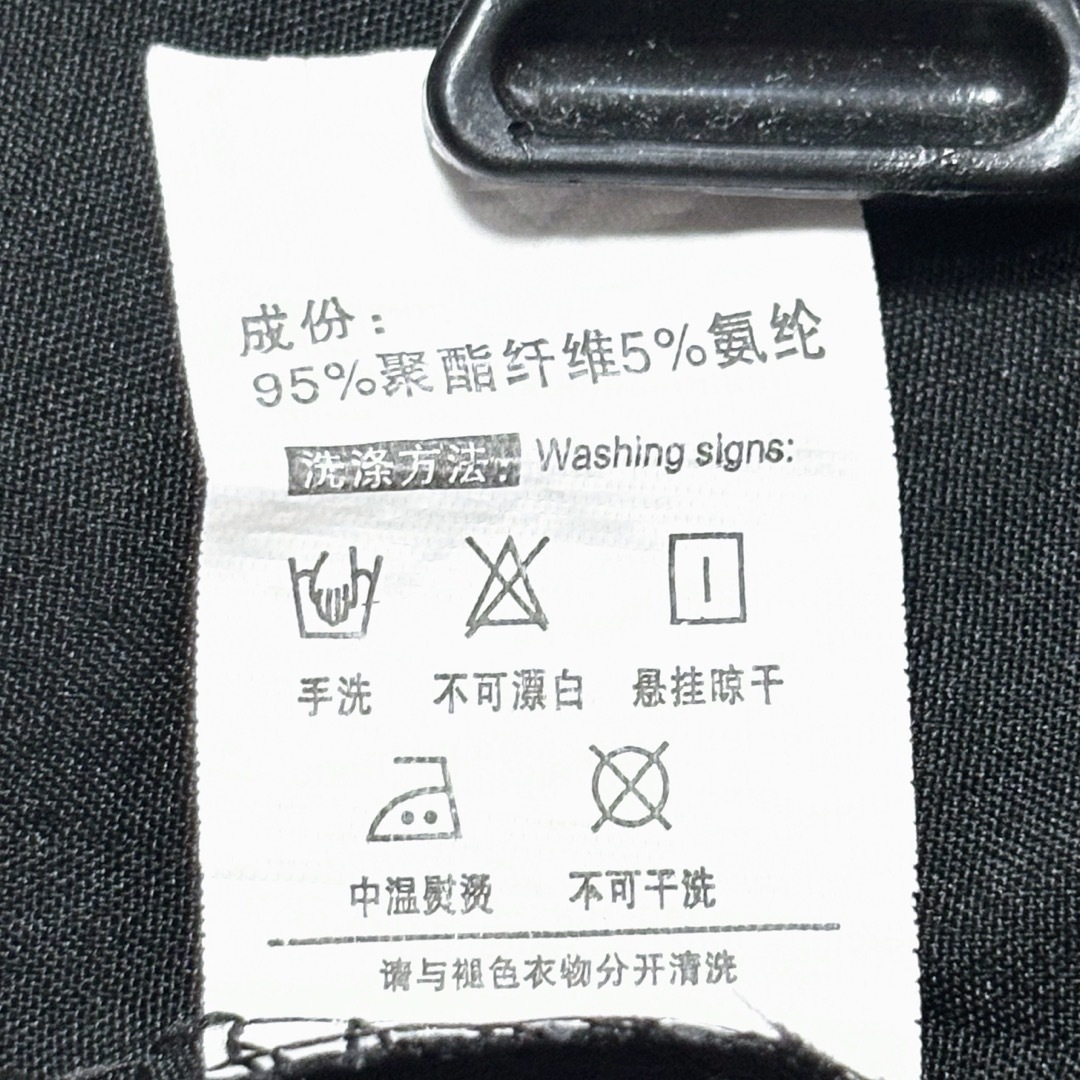 成份：
95%聚酯纤维5%氨纶
洗涤方法： Washing signs:
手洗 不可漂白 悬挂晾干
中温熨烫 不可干洗
请与褪色衣物分开清洗